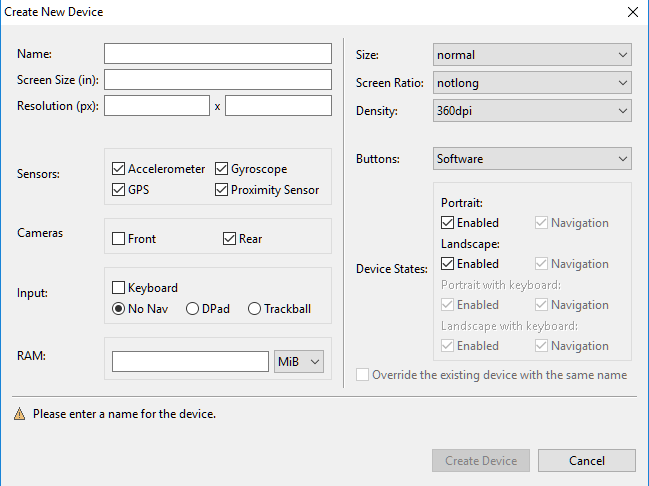 Create New Device
Name:
Screen Size (in):
Resolution (px):
x
Sensors:
Accelerometer
Gyroscope
GPS
Proximity Sensor
Cameras
Front
Rear
Input:
Keyboard
No Nav
DPad
Trackball
RAM:
MiB
Size:
normal
Screen Ratio:
notlong
Density:
360dpi
Buttons:
Software
Device States:
Portrait:
Enabled
Navigation
Landscape:
Enabled
Navigation
Portrait with keyboard:
Enabled
Navigation
Landscape with keyboard:
Enabled
Navigation
Override the existing device with the same name
Please enter a name for the device.
Create Device
Cancel